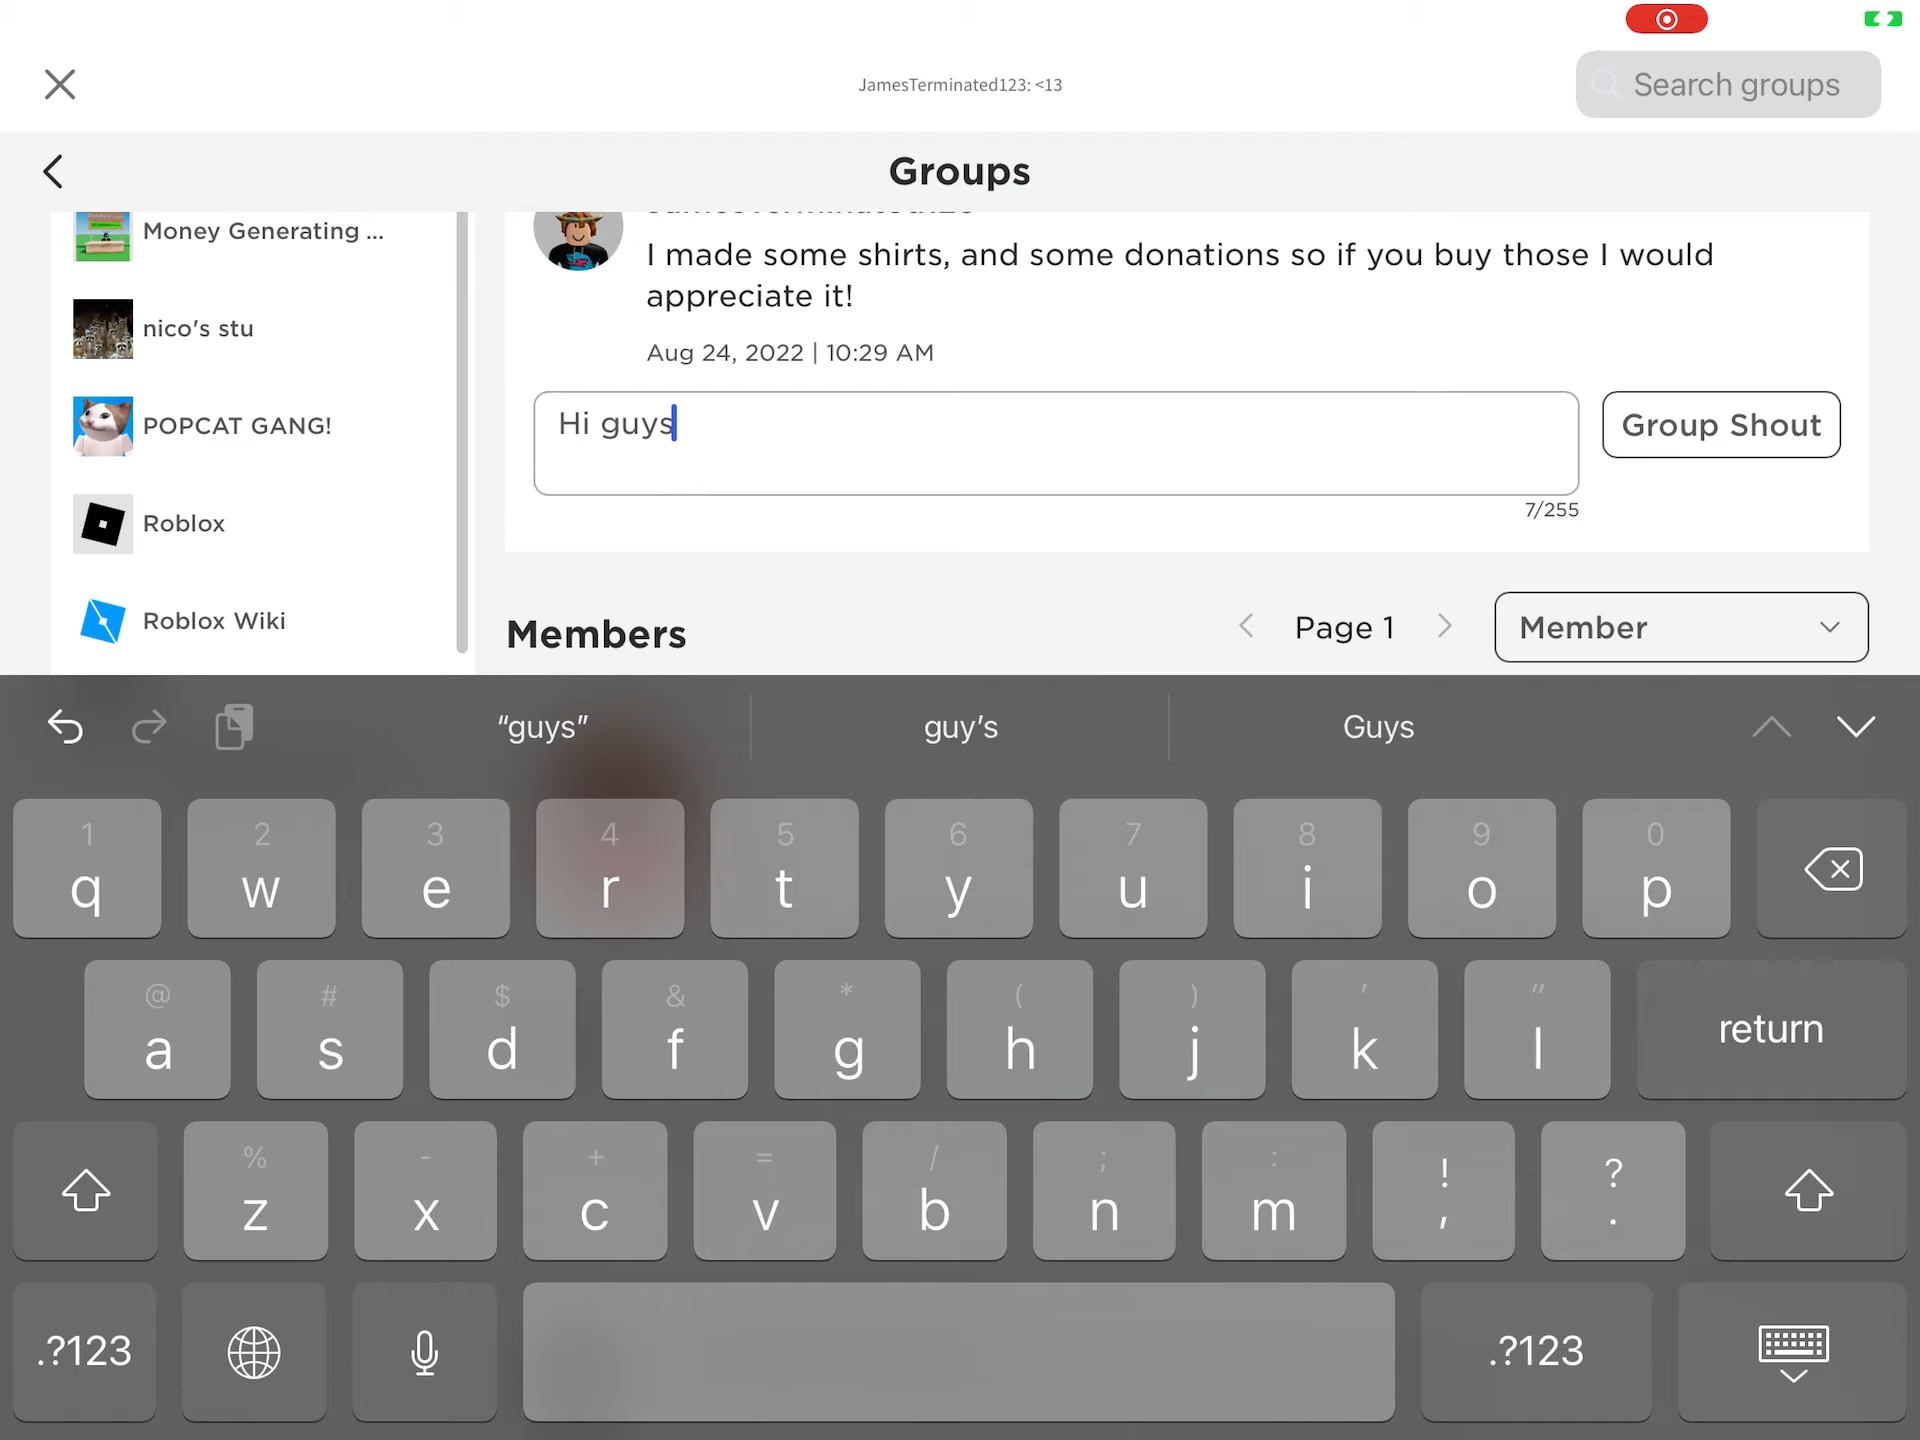 JamesTerminated123: <13
Search groups
Groups
Money Generating ...
nico's stu
POPCAT GANG!
Roblox
Roblox Wiki
I made some shirts, and some donations so if you buy those I would
appreciate it!
Aug 24, 2022 | 10:29 AM
Hi guys
Group Shout
7/255
Members
Page 1
Member
“guys”
guy’s
Guys
1 2 3 4 5 6 7 8 9 0
q w e r t y u i o p
@ # $ & * ( ) ' "
a s d f g h j k l
return
% - + = / ; : ! ?
z x c v b n m , .
.?123
.?123